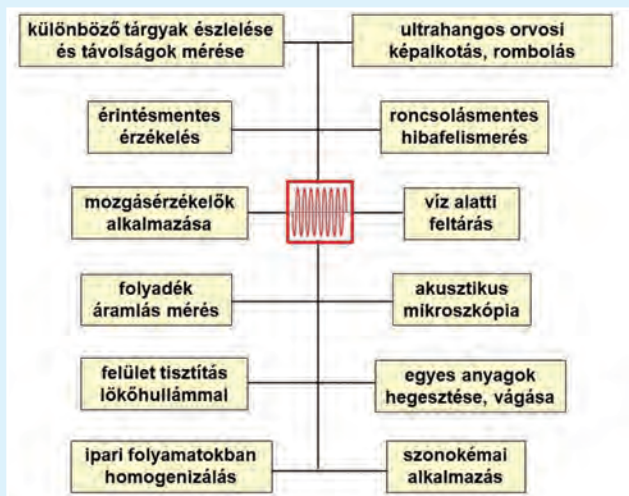 különböző tárgyak észlelése
és távolságok mérése
ultrahangos orvosi
képalkotás, rombolás
érintésmentes
érzékelés
roncsolásmentes
hibafelismerés
mozgásérzékelők
alkalmazása
víz alatti
feltárás
folyadék
áramlás mérés
akusztikus
mikroszkópia
felület tisztítás
lökőhullámmal
egyes anyagok
hegesztése, vágása
ipari folyamatokban
homogenizálás
szonokémai
alkalmazás